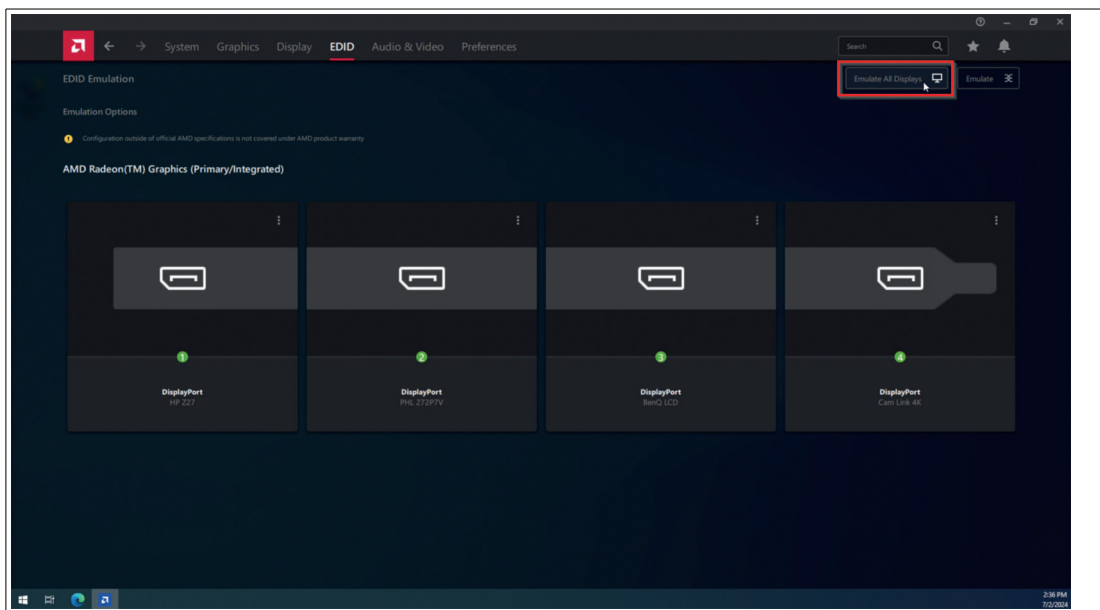 System Graphics Display EDID Audio & Video Preferences Search
EDID Emulation Emulate All Displays Emulate
Emulation Options
Configuration outside of official AMD specifications is not covered under AMD product warranty
AMD Radeon(TM) Graphics (Primary/Integrated)
1 2 3 4
DisplayPort DisplayPort DisplayPort DisplayPort
HP Z27 PHL 272P7V BenQ LCD Cam Link 4K
2:36 PM
7/2/2024